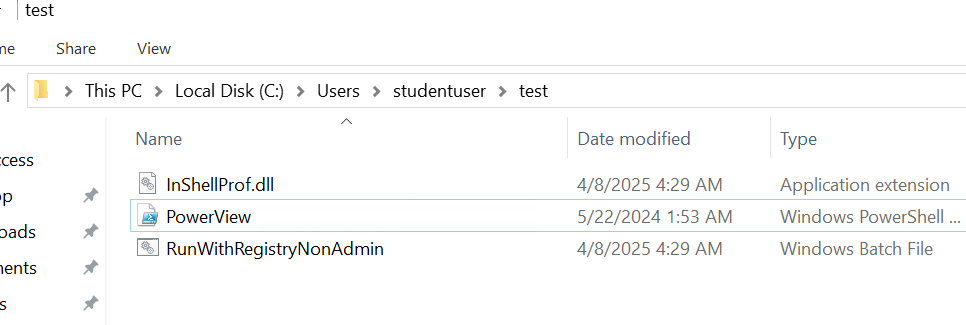 test
me Share View
This PC Local Disk (C:) Users studentuser test
Name Date modified Type
ccess
InShellProf.dll 4/8/2025 4:29 AM Application extension
op
PowerView 5/22/2024 1:53 AM Windows PowerShell ...
oads
RunWithRegistryNonAdmin 4/8/2025 4:29 AM Windows Batch File
ments
s